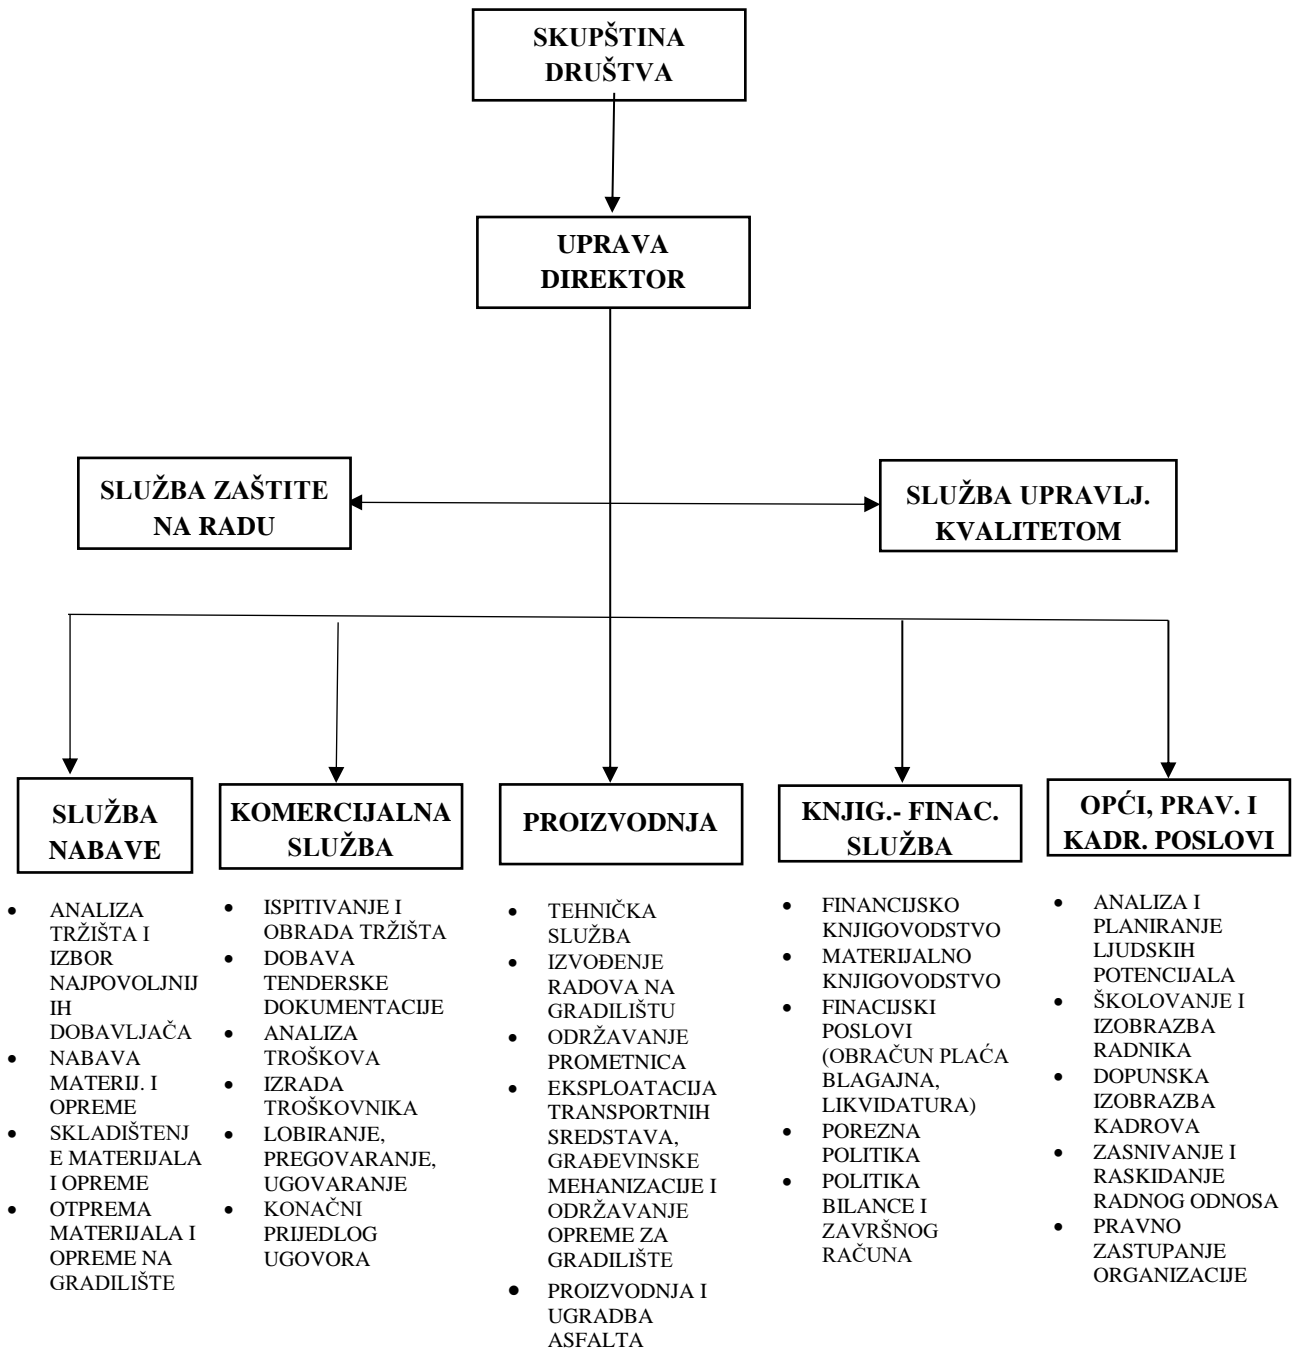 SKUPŠTINA
DRUŠTVA
UPRAVA
DIREKTOR
SLUŽBA ZAŠTITE
NA RADU
SLUŽBA UPRAVLJ.
KVALITETOM
SLUŽBA
NABAVE
KOMERCIJALNA
SLUŽBA
PROIZVODNJA
KNJIG.- FINAC.
SLUŽBA
OPĆI, PRAV. I
KADR. POSLOVI
• ANALIZA
TRŽIŠTA I
IZBOR
NAJPOVOLJNIJ
IH
DOBAVLJAČA
• NABAVA
MATERIJ. I
OPREME
• SKLADIŠTENJ
E MATERIJALA
I OPREME
• OTPREMA
MATERIJALA I
OPREME NA
GRADILIŠTE
• ISPITIVANJE I
OBRADA TRŽIŠTA
• DOBAVA
TENDERSKE
DOKUMENTACIJE
• ANALIZA
TROŠKOVA
• IZRADA
TROŠKOVNIKA
• LOBIRANJE,
PREGOVARANJE,
UGOVARANJE
• KONAČNI
PRIJEDLOG
UGOVORA
• TEHNIČKA
SLUŽBA
• IZVOĐENJE
RADOVA NA
GRADILIŠTU
• ODRŽAVANJE
PROMETNICA
• EKSPLOATACIJA
TRANSPORTNIH
SREDSTAVA,
GRAĐEVINSKE
MEHANIZACIJE I
ODRŽAVANJE
OPREME ZA
GRADILIŠTE
• PROIZVODNJA I
UGRADBA
ASFALTA
• FINANCIJSKO
KNJIGOVODSTVO
• MATERIJALNO
KNJIGOVODSTVO
• FINACIJSKI
POSLOVI
(OBRAČUN PLAĆA
BLAGAJNA,
LIKVIDATURA)
• POREZNA
POLITIKA
• POLITIKA
BILANCE I
ZAVRŠNOG
RAČUNA
• ANALIZA I
PLANIRANJE
LJUDSKIH
POTENCIJALA
• ŠKOLOVANJE I
IZOBRAZBA
RADNIKA
• DOPUNSKA
IZOBRAZBA
KADROVA
• ZASNIVANJE I
RASKIDANJE
RADNOG ODNOSA
• PRAVNO
ZASTUPANJE
ORGANIZACIJE